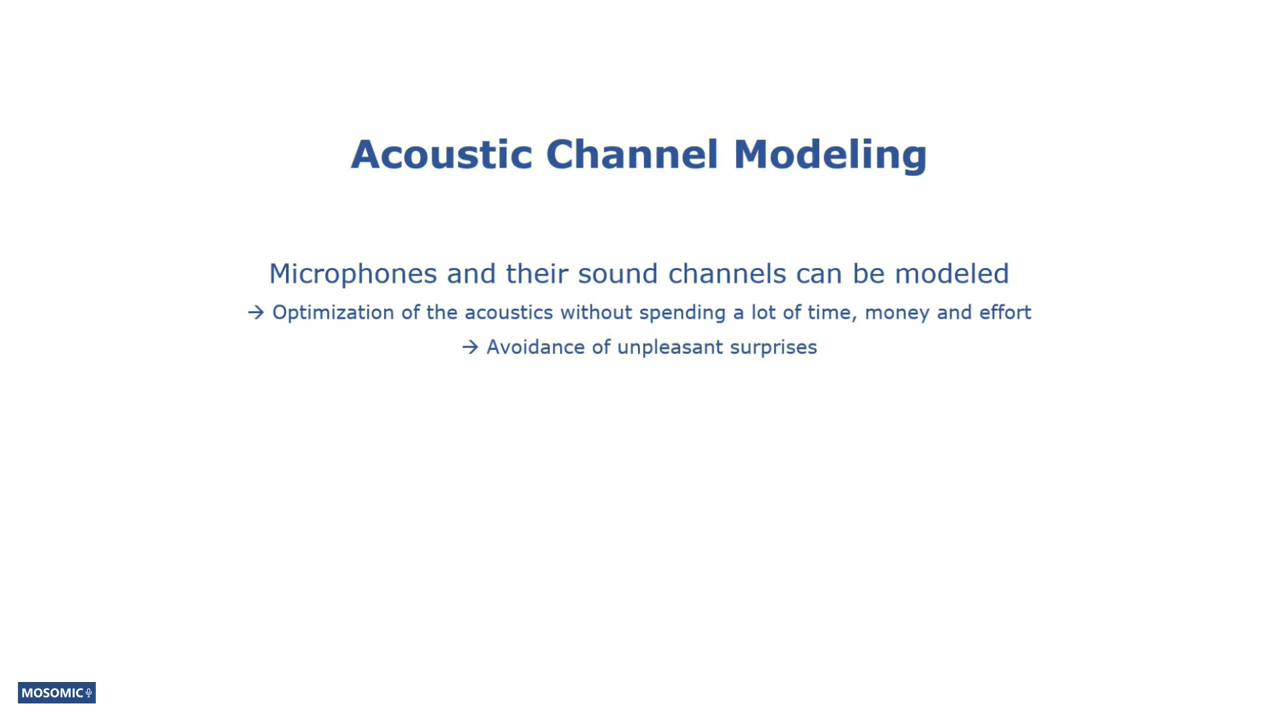 Acoustic Channel Modeling
Microphones and their sound channels can be modeled
→ Optimization of the acoustics without spending a lot of time, money and effort
→ Avoidance of unpleasant surprises
MOSOMIC